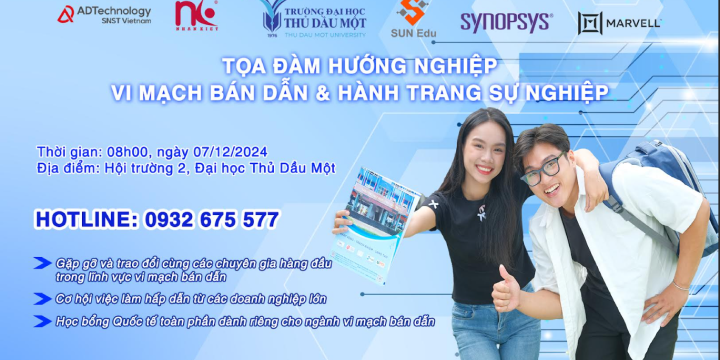 ADTechnology
SNST Vietnam
NHÂN KIỆT
TRƯỜNG ĐẠI HỌC
THỦ DẦU MỘT
THU DAU MOT UNIVERSITY
SUN Edu
SYNOPSYS®
MARVELL
TỌA ĐÀM HƯỚNG NGHIỆP
VI MẠCH BÁN DẪN & HÀNH TRANG SỰ NGHIỆP
Thời gian: 08h00, ngày 07/12/2024
Địa điểm: Hội trường 2, Đại học Thủ Dầu Một
HOTLINE: 0932 675 577
Gặp gỡ và trao đổi cùng các chuyên gia hàng đầu
trong lĩnh vực vi mạch bán dẫn
Cơ hội việc làm hấp dẫn từ các doanh nghiệp lớn
Học bổng Quốc tế toàn phần dành riêng cho ngành vi mạch bán dẫn